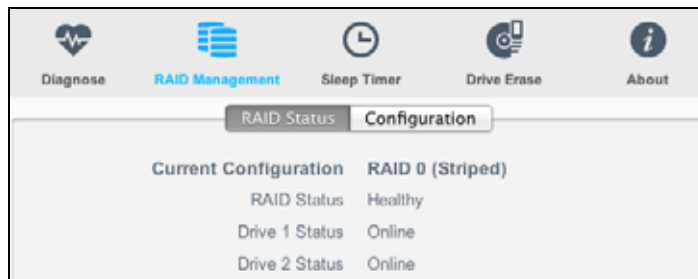 Diagnose RAID Management Sleep Timer Drive Erase About
RAID Status Configuration
Current Configuration RAID 0 (Striped)
RAID Status Healthy
Drive 1 Status Online
Drive 2 Status Online